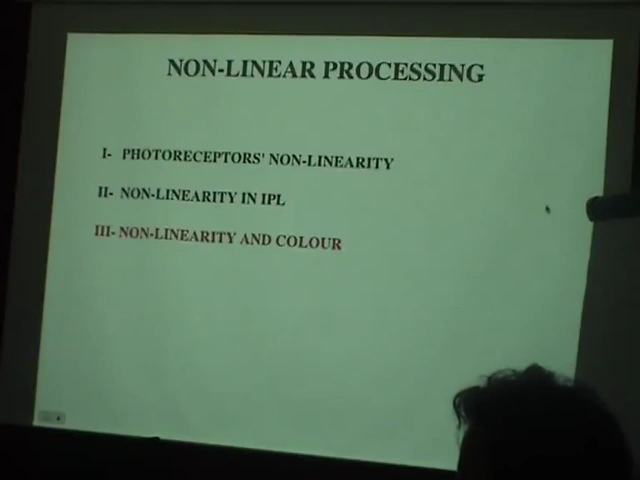 NON-LINEAR PROCESSING
I- PHOTORECEPTORS' NON-LINEARITY
II- NON-LINEARITY IN IPL
III- NON-LINEARITY AND COLOUR